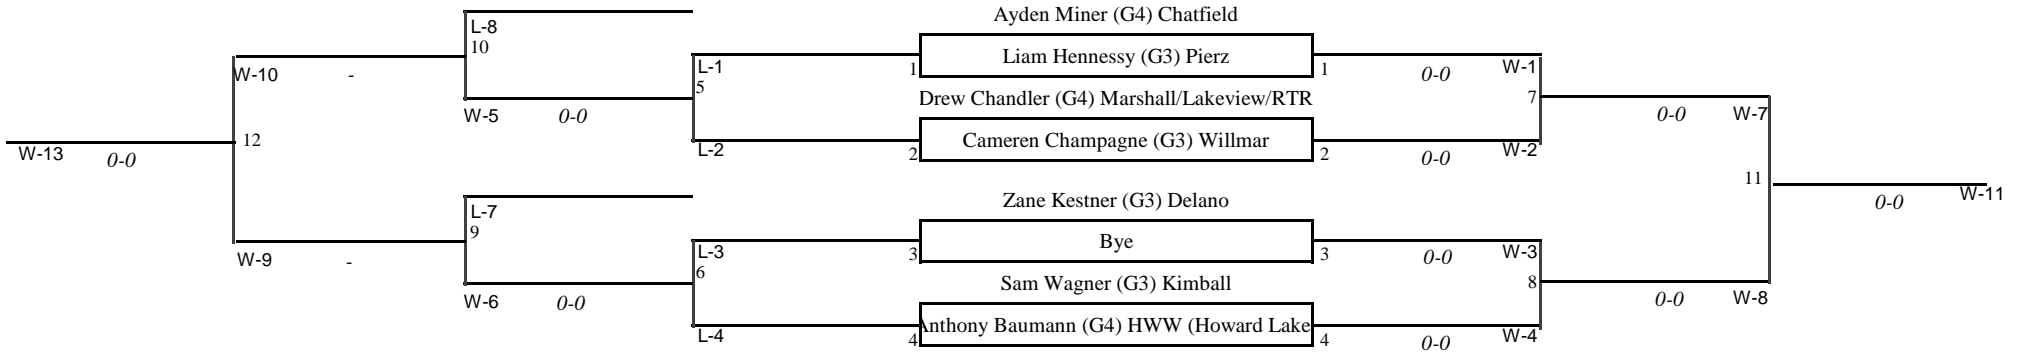 Ayden Miner (G4) Chatfield
L-8
10
Liam Hennessy (G3) Pierz
W-10 -
L-1
1
1
0-0
W-1
5
7
W-5 0-0
Drew Chandler (G4) Marshall/Lakeview/RTR
0-0
W-7
12
Cameren Champagne (G3) Willmar
W-13 0-0
L-2
2
2
0-0
W-2
11
Zane Kestner (G3) Delano
W-11
0-0
L-7
9
Bye
W-9 -
L-3
3
3
0-0
W-3
6
8
Sam Wagner (G3) Kimball
W-6 0-0
0-0
W-8
Anthony Baumann (G4) HWW (Howard Lake
L-4
4
4
0-0
W-4